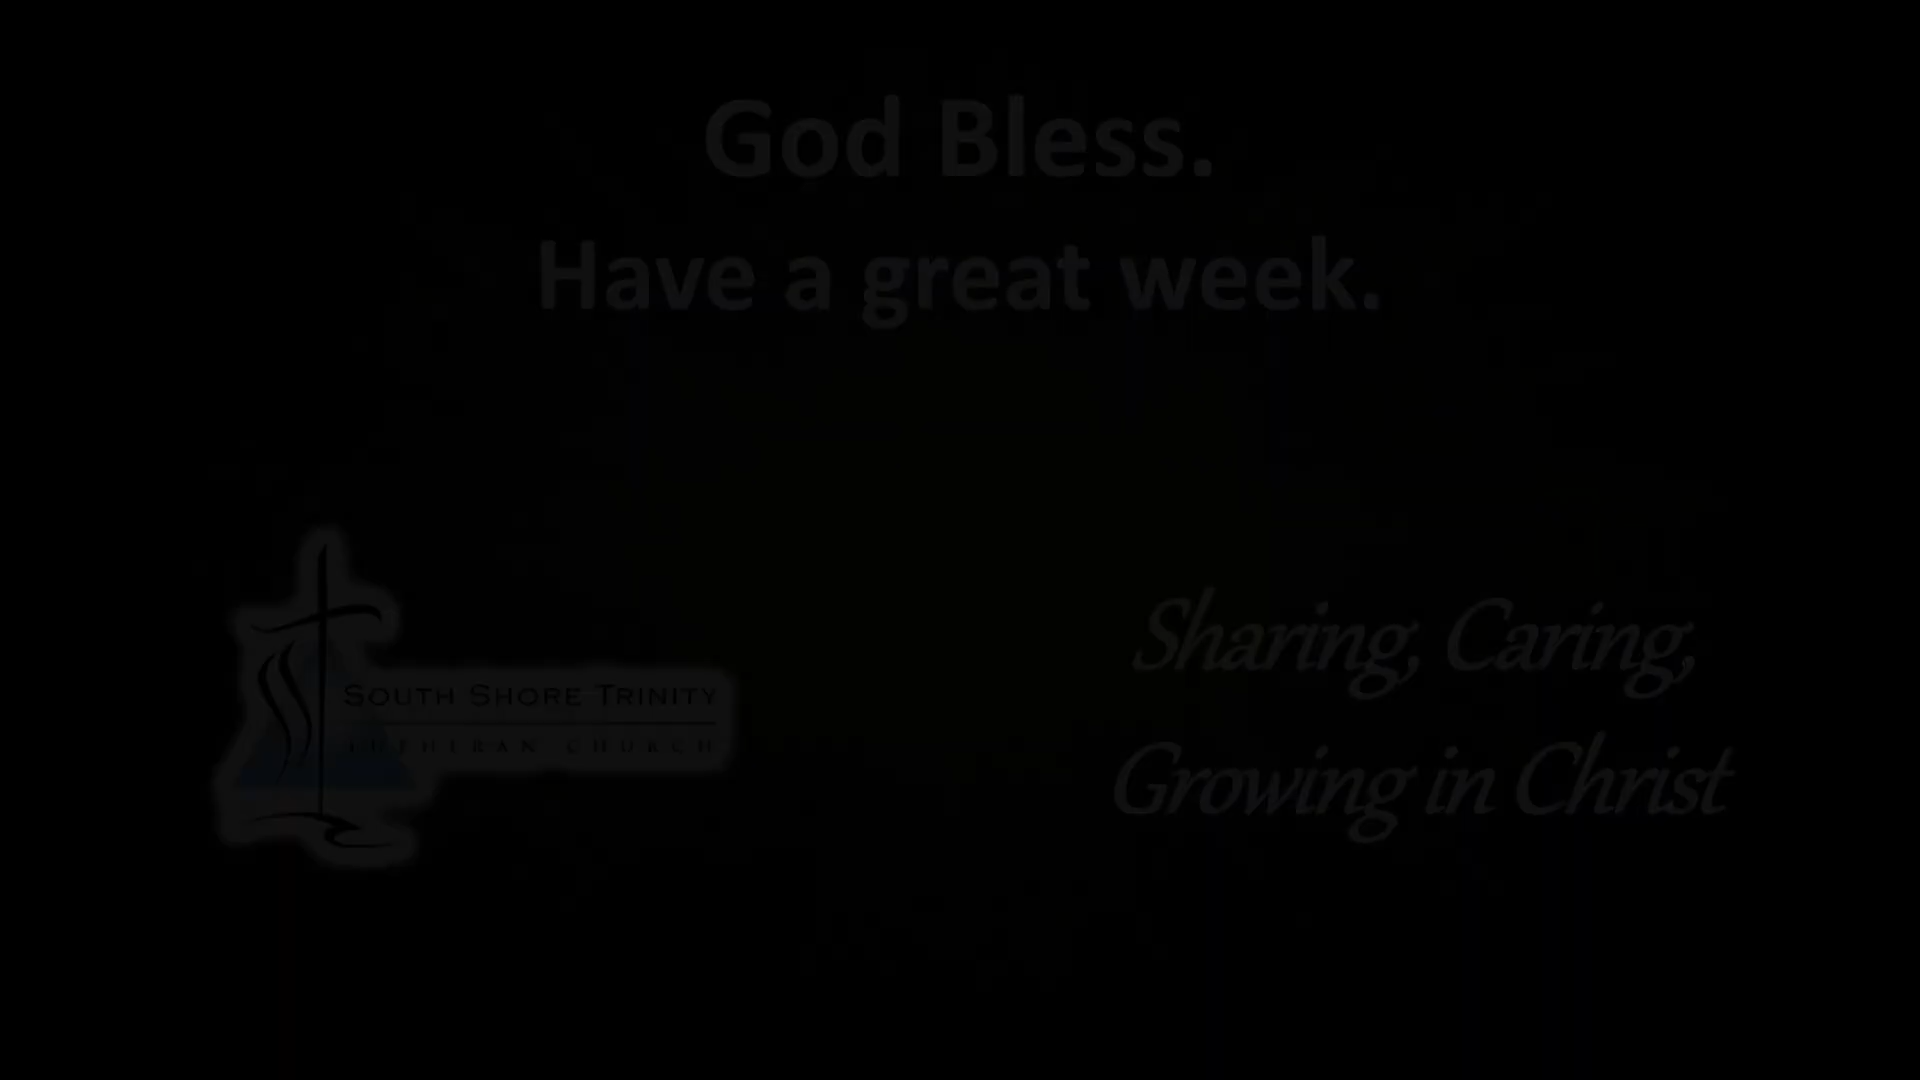 God Bless.
Have a great week.
SOUTH SHORE TRINITY
LUTHERAN CHURCH
Sharing, Caring,
Growing in Christ